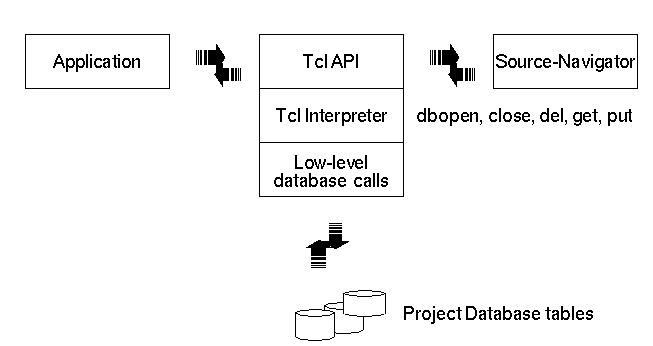 Application
Tcl API
Source-Navigator
Tcl Interpreter
dbopen, close, del, get, put
Low-level
database calls
Project Database tables